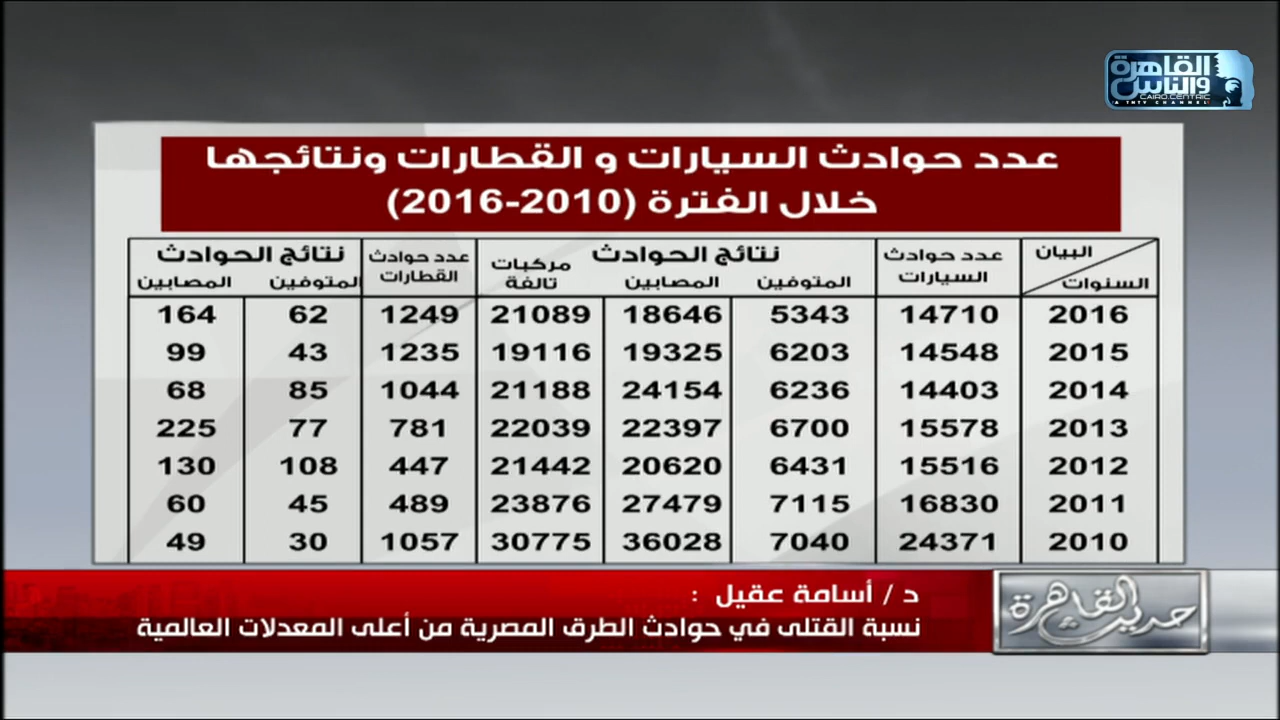 القاهرة
والناس
CAIRO.CENTRIC
A TNTV CHANNEL
عدد حوادث السيارات و القطارات ونتائجها
خلال الفترة (2010-2016)
البيان
السنوات
عدد حوادث
السيارات
نتائج الحوادث
المتوفين المصابين مركبات
تالفة
عدد حوادث
القطارات
نتائج الحوادث
المتوفين المصابين
2016 14710 5343 18646 21089 1249 62 164
2015 14548 6203 19325 19116 1235 43 99
2014 14403 6236 24154 21188 1044 85 68
2013 15578 6700 22397 22039 781 77 225
2012 15516 6431 20620 21442 447 108 130
2011 16830 7115 27479 23876 489 45 60
2010 24371 7040 36028 30775 1057 30 49
د / أسامة عقيل :
نسبة القتلى في حوادث الطرق المصرية من أعلى المعدلات العالمية
حديث القاهرة